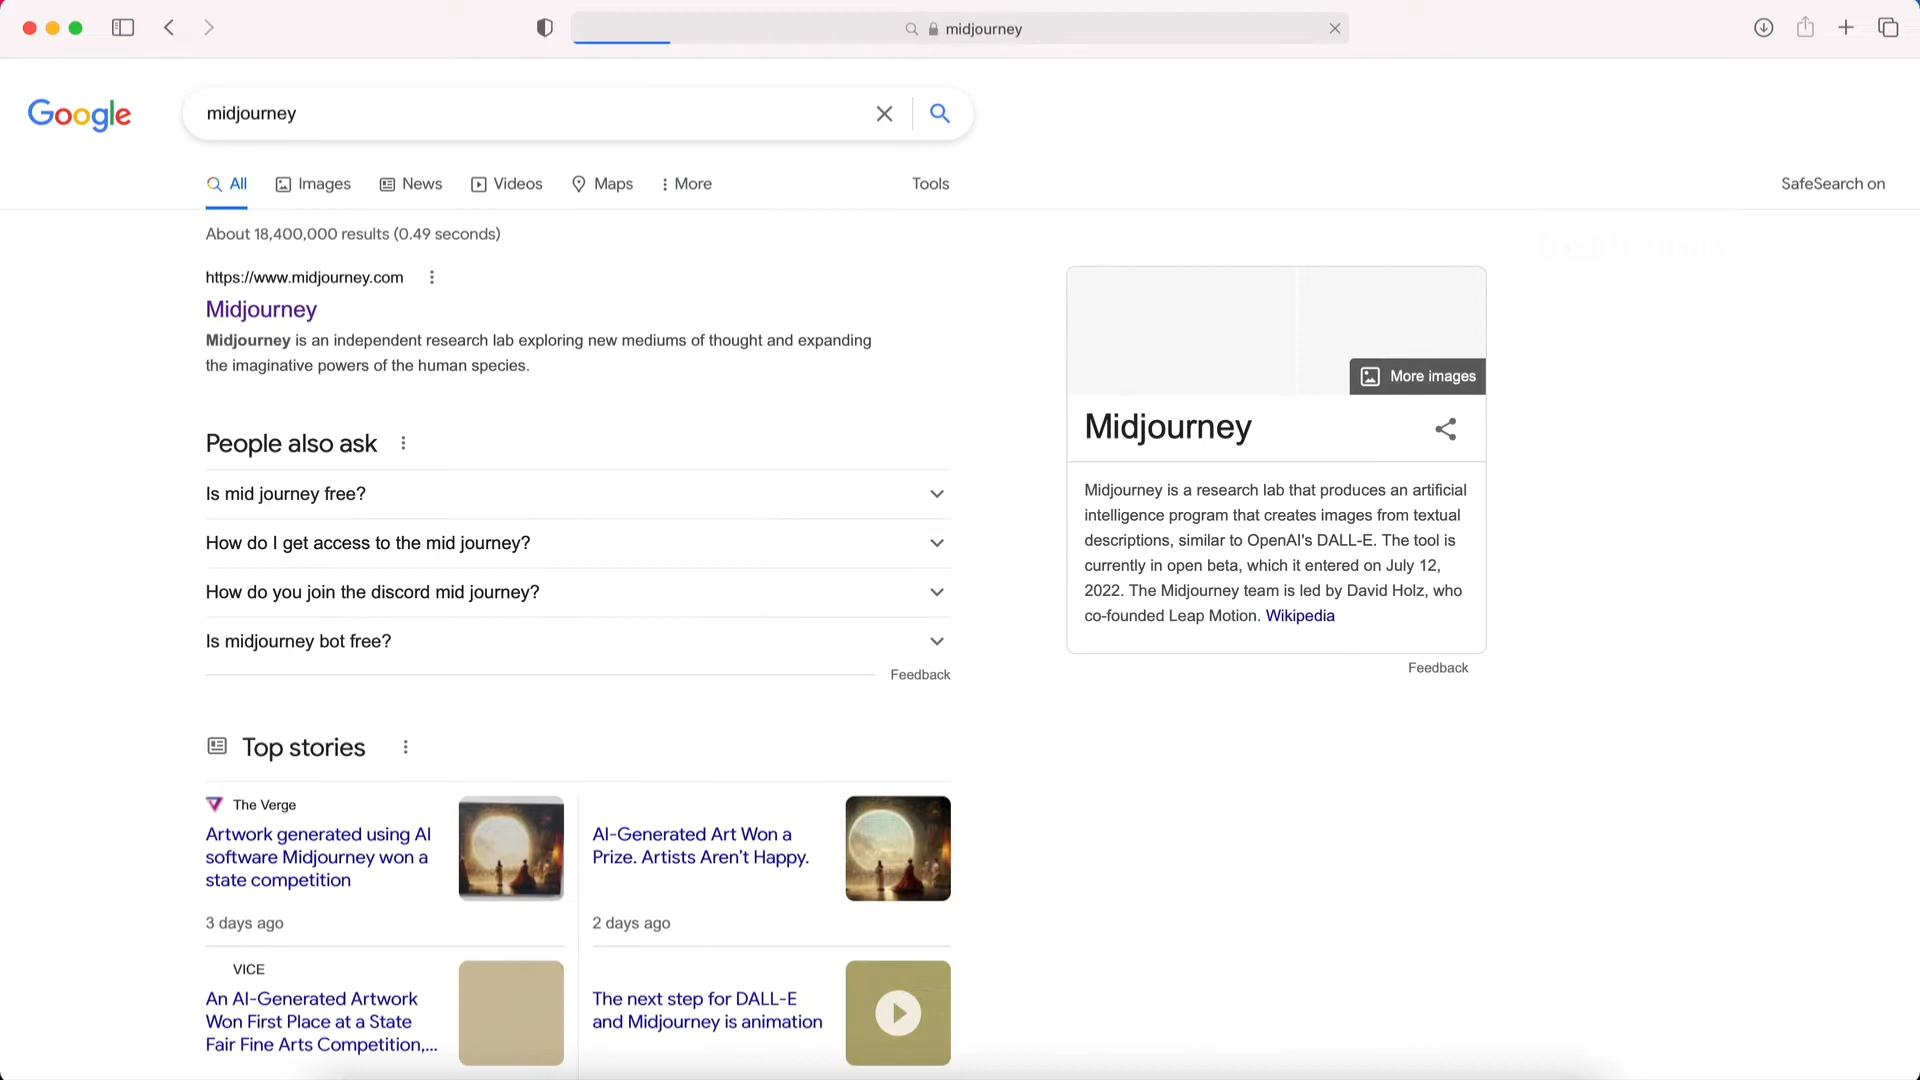 midjourney
Google
midjourney
All
Images
News
Videos
Maps
More
Tools
SafeSearch on
About 18,400,000 results (0.49 seconds)
https://www.midjourney.com
Midjourney
Midjourney is an independent research lab exploring new mediums of thought and expanding
the imaginative powers of the human species.
People also ask
Is mid journey free?
How do I get access to the mid journey?
How do you join the discord mid journey?
Is midjourney bot free?
Feedback
Top stories
The Verge
Artwork generated using AI
software Midjourney won a
state competition
3 days ago
AI-Generated Art Won a
Prize. Artists Aren't Happy.
2 days ago
VICE
An AI-Generated Artwork
Won First Place at a State
Fair Fine Arts Competition,...
The next step for DALL-E
and Midjourney is animation
More images
Midjourney
Midjourney is a research lab that produces an artificial
intelligence program that creates images from textual
descriptions, similar to OpenAI's DALL-E. The tool is
currently in open beta, which it entered on July 12,
2022. The Midjourney team is led by David Holz, who
co-founded Leap Motion. Wikipedia
Feedback